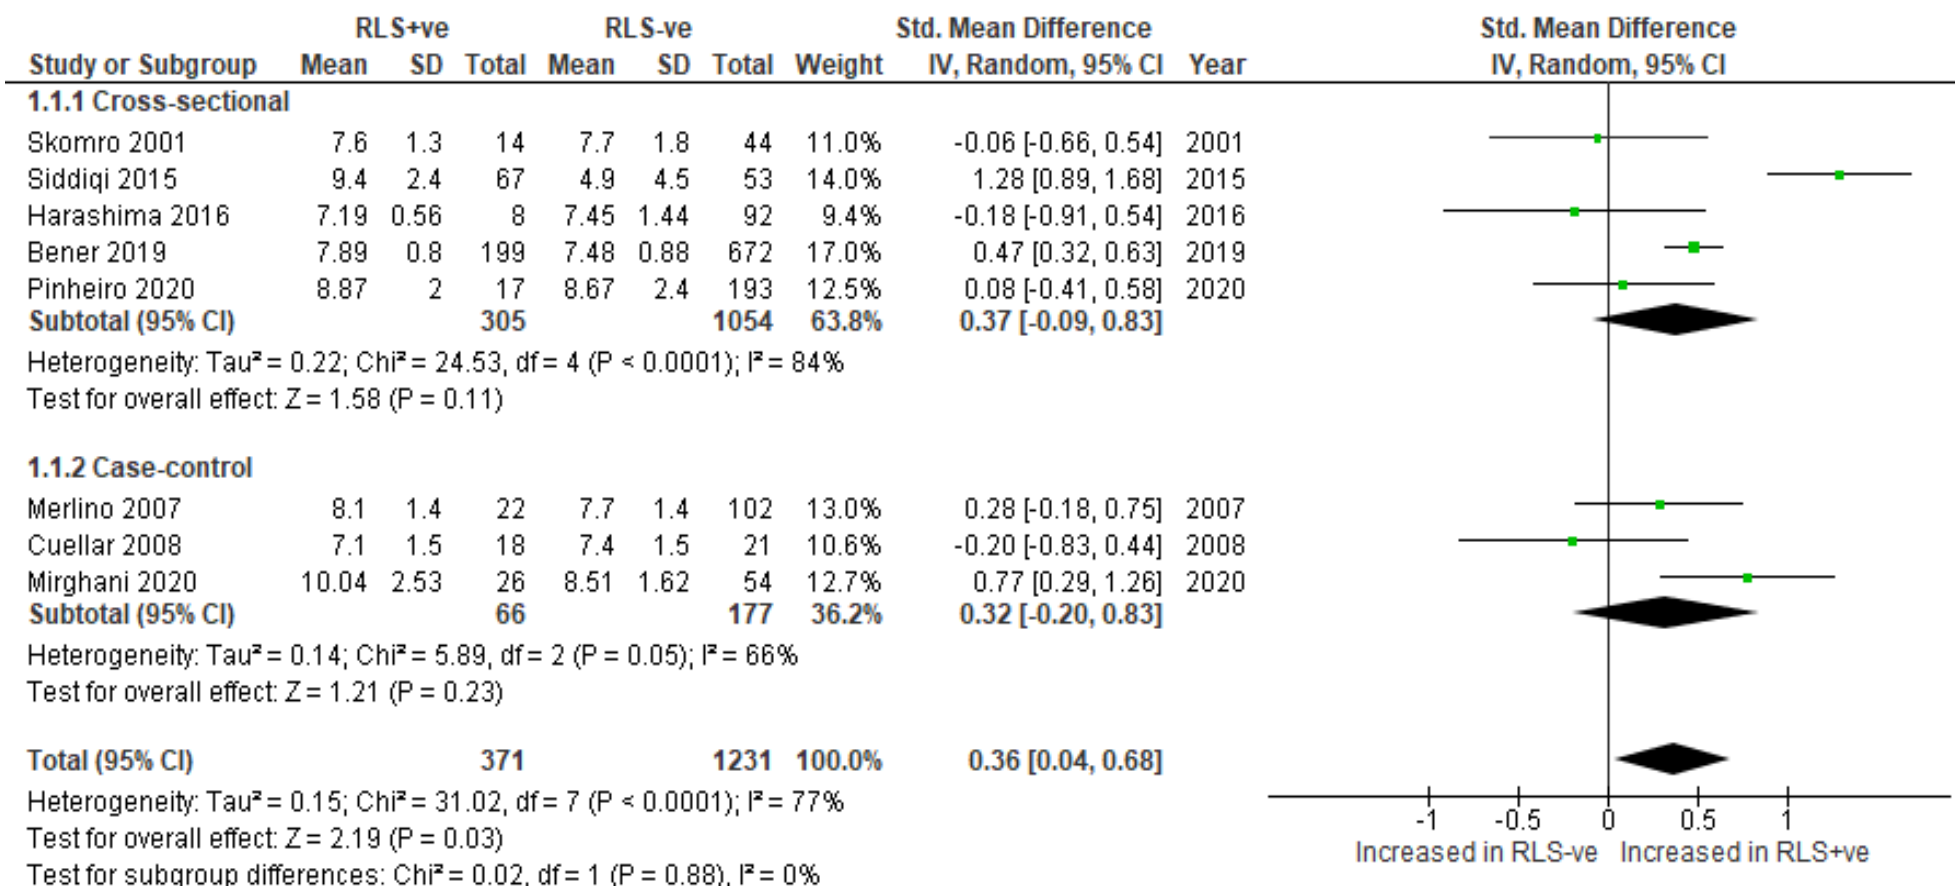 RLS+ve RLS-ve Std. Mean Difference Std. Mean Difference
Study or Subgroup Mean SD Total Mean SD Total Weight IV, Random, 95% CI Year IV, Random, 95% CI
1.1.1 Cross-sectional
Skomro 2001 7.6 1.3 14 7.7 1.8 44 11.0% -0.06 [-0.66, 0.54] 2001
Siddiqi 2015 9.4 2.4 67 4.9 4.5 53 14.0% 1.28 [0.89, 1.68] 2015
Harashima 2016 7.19 0.56 8 7.45 1.44 92 9.4% -0.18 [-0.91, 0.54] 2016
Bener 2019 7.89 0.8 199 7.48 0.88 672 17.0% 0.47 [0.32, 0.63] 2019
Pinheiro 2020 8.87 2 17 8.67 2.4 193 12.5% 0.08 [-0.41, 0.58] 2020
Subtotal (95% CI) 305 1054 63.8% 0.37 [-0.09, 0.83]
Heterogeneity: Tau² = 0.22; Chi² = 24.53, df = 4 (P < 0.0001); I² = 84%
Test for overall effect: Z = 1.58 (P = 0.11)
1.1.2 Case-control
Merlino 2007 8.1 1.4 22 7.7 1.4 102 13.0% 0.28 [-0.18, 0.75] 2007
Cuellar 2008 7.1 1.5 18 7.4 1.5 21 10.6% -0.20 [-0.83, 0.44] 2008
Mirghani 2020 10.04 2.53 26 8.51 1.62 54 12.7% 0.77 [0.29, 1.26] 2020
Subtotal (95% CI) 66 177 36.2% 0.32 [-0.20, 0.83]
Heterogeneity: Tau² = 0.14; Chi² = 5.89, df = 2 (P = 0.05); I² = 66%
Test for overall effect: Z = 1.21 (P = 0.23)
Total (95% CI) 371 1231 100.0% 0.36 [0.04, 0.68]
Heterogeneity: Tau² = 0.15; Chi² = 31.02, df = 7 (P < 0.0001); I² = 77%
Test for overall effect: Z = 2.19 (P = 0.03)
Test for subgroup differences: Chi² = 0.02, df = 1 (P = 0.88), I² = 0%
-1 -0.5 0 0.5 1
Increased in RLS-ve Increased in RLS+ve